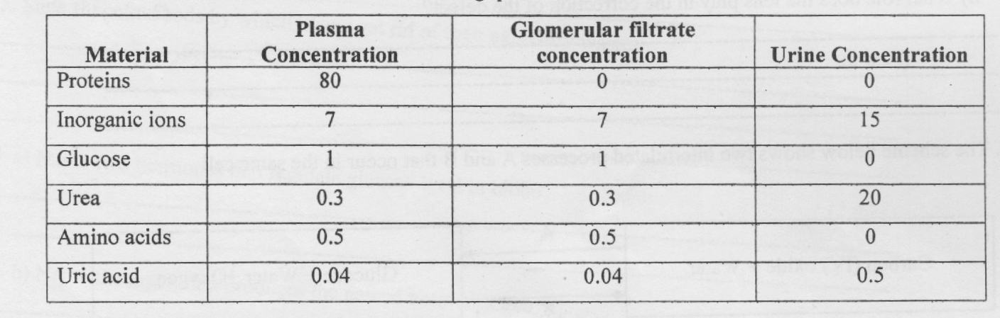 Material Plasma Concentration Glomerular filtrate concentration Urine Concentration
Proteins 80 0 0
Inorganic ions 7 7 15
Glucose 1 1 0
Urea 0.3 0.3 20
Amino acids 0.5 0.5 0
Uric acid 0.04 0.04 0.5